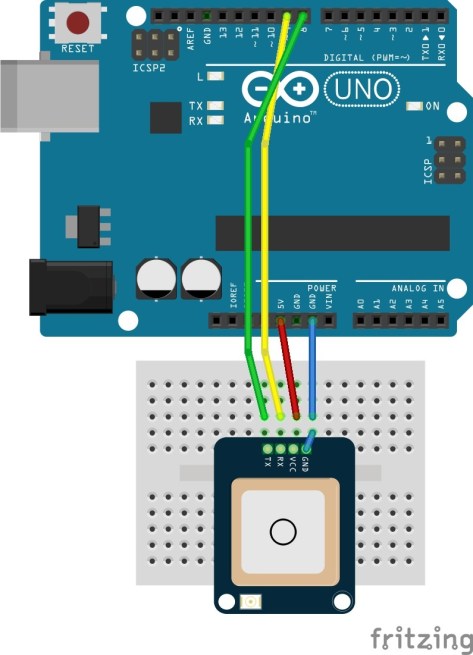 RESET
ICSP2
AREF
GND
13
12
~11
~10
~9
8
7
~6
~5
4
~3
2
TX0▶1
RX0◀0
DIGITAL (PWM=~)
L
TX
RX
Arduino™
UNO
ON
1
ICSP
IOREF
POWER
5V
GND
GND
VIN
ANALOG IN
A0
A1
A2
A3
A4
A5
TX
RX
VCC
GND
fritzing